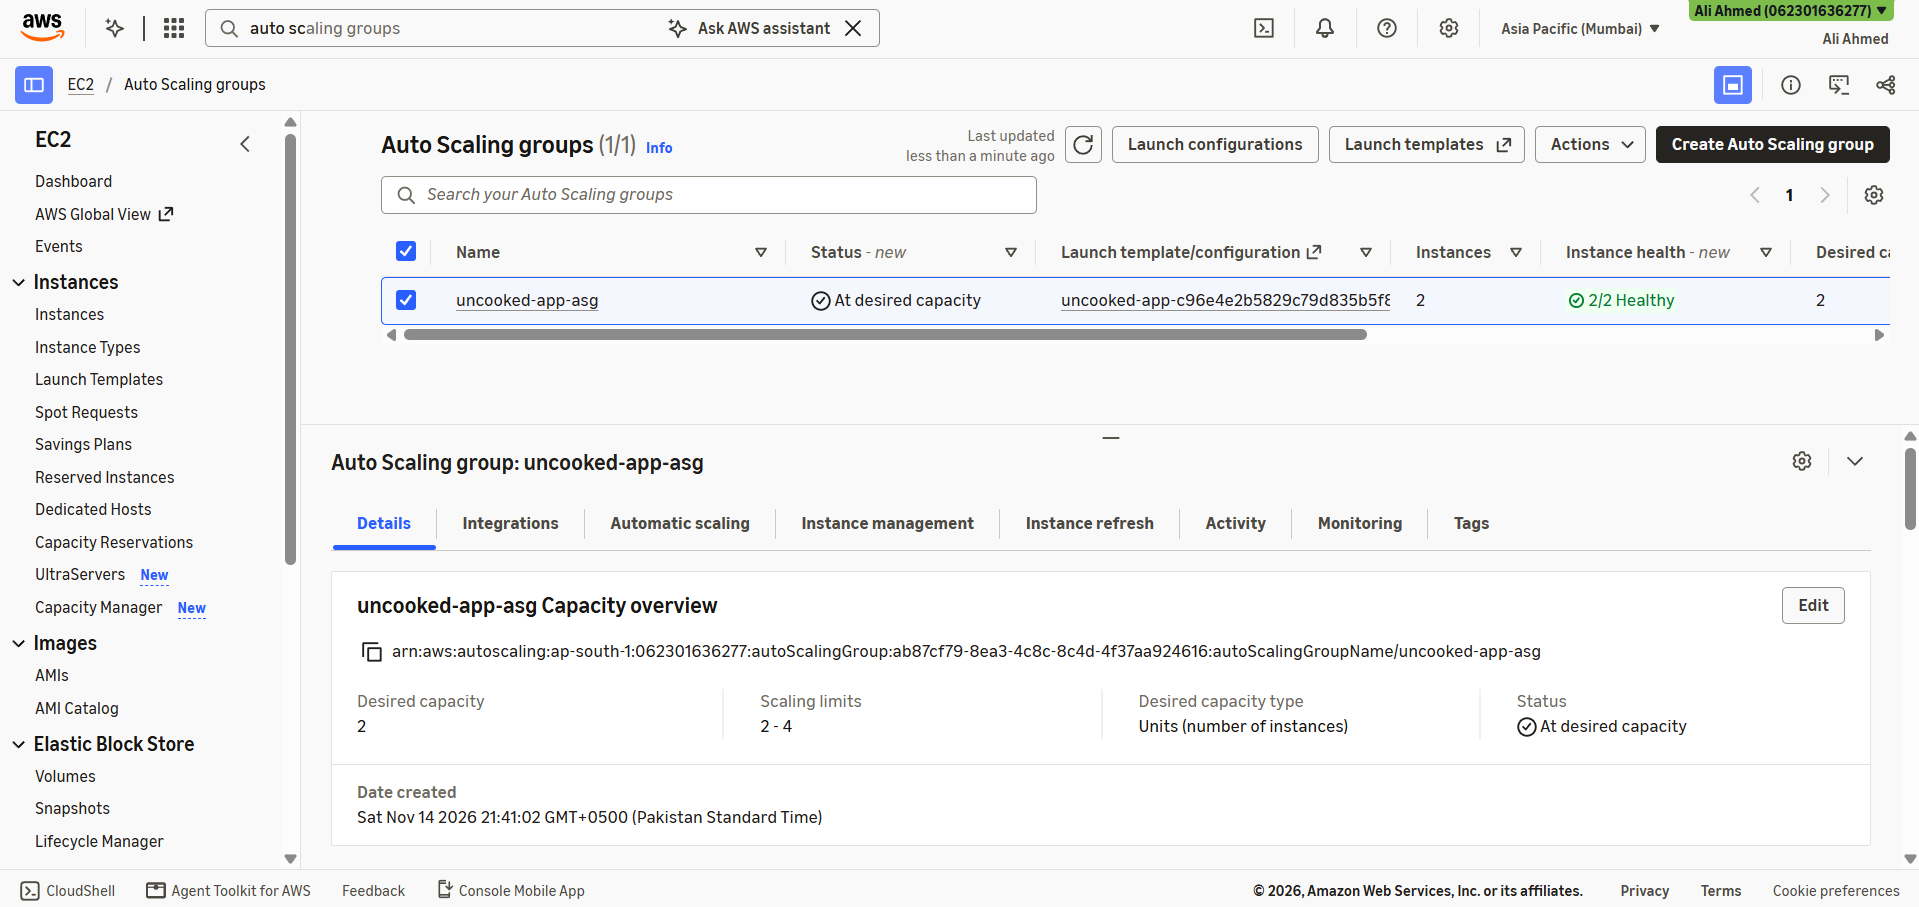 aws
auto scaling groups
Ask AWS assistant
Asia Pacific (Mumbai)
Ali Ahmed (062301636277)
Ali Ahmed
EC2 / Auto Scaling groups
EC2
Dashboard
AWS Global View
Events
Instances
Instances
Instance Types
Launch Templates
Spot Requests
Savings Plans
Reserved Instances
Dedicated Hosts
Capacity Reservations
UltraServers New
Capacity Manager New
Images
AMIs
AMI Catalog
Elastic Block Store
Volumes
Snapshots
Lifecycle Manager
Auto Scaling groups (1/1) Info
Last updated
less than a minute ago
Launch configurations
Launch templates
Actions
Create Auto Scaling group
Search your Auto Scaling groups
1
Name Status - new Launch template/configuration Instances Instance health - new Desired ca
uncooked-app-asg At desired capacity uncooked-app-c96e4e2b5829c79d835b5f8 2 2/2 Healthy 2
Auto Scaling group: uncooked-app-asg
Details Integrations Automatic scaling Instance management Instance refresh Activity Monitoring Tags
uncooked-app-asg Capacity overview
Edit
arn:aws:autoscaling:ap-south-1:062301636277:autoScalingGroup:ab87cf79-8ea3-4c8c-8c4d-4f37aa924616:autoScalingGroupName/uncooked-app-asg
Desired capacity
2
Scaling limits
2 - 4
Desired capacity type
Units (number of instances)
Status
At desired capacity
Date created
Sat Nov 14 2026 21:41:02 GMT+0500 (Pakistan Standard Time)
CloudShell Agent Toolkit for AWS Feedback Console Mobile App
© 2026, Amazon Web Services, Inc. or its affiliates. Privacy Terms Cookie preferences